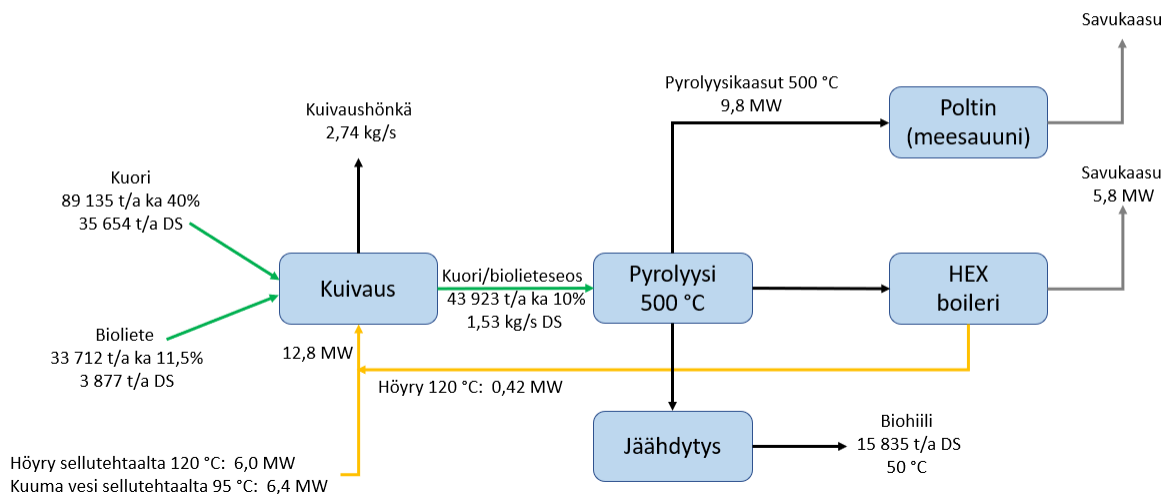 Savukaasu
Pyrolyysikaasut 500 °C
9,8 MW
Poltin
(meesauuni)
Kuivaushönkä
2,74 kg/s
Kuori
89 135 t/a ka 40%
35 654 t/a DS
Savukaasu
5,8 MW
Kuivaus
Kuori/biolieteseos
43 923 t/a ka 10%
1,53 kg/s DS
Pyrolyysi
500 °C
HEX
boileri
Bioliete
33 712 t/a ka 11,5%
3 877 t/a DS
12,8 MW
Höyry 120 °C: 0,42 MW
Jäähdytys
Biohiili
15 835 t/a DS
50 °C
Höyry sellutehtaalta 120 °C: 6,0 MW
Kuuma vesi sellutehtaalta 95 °C: 6,4 MW